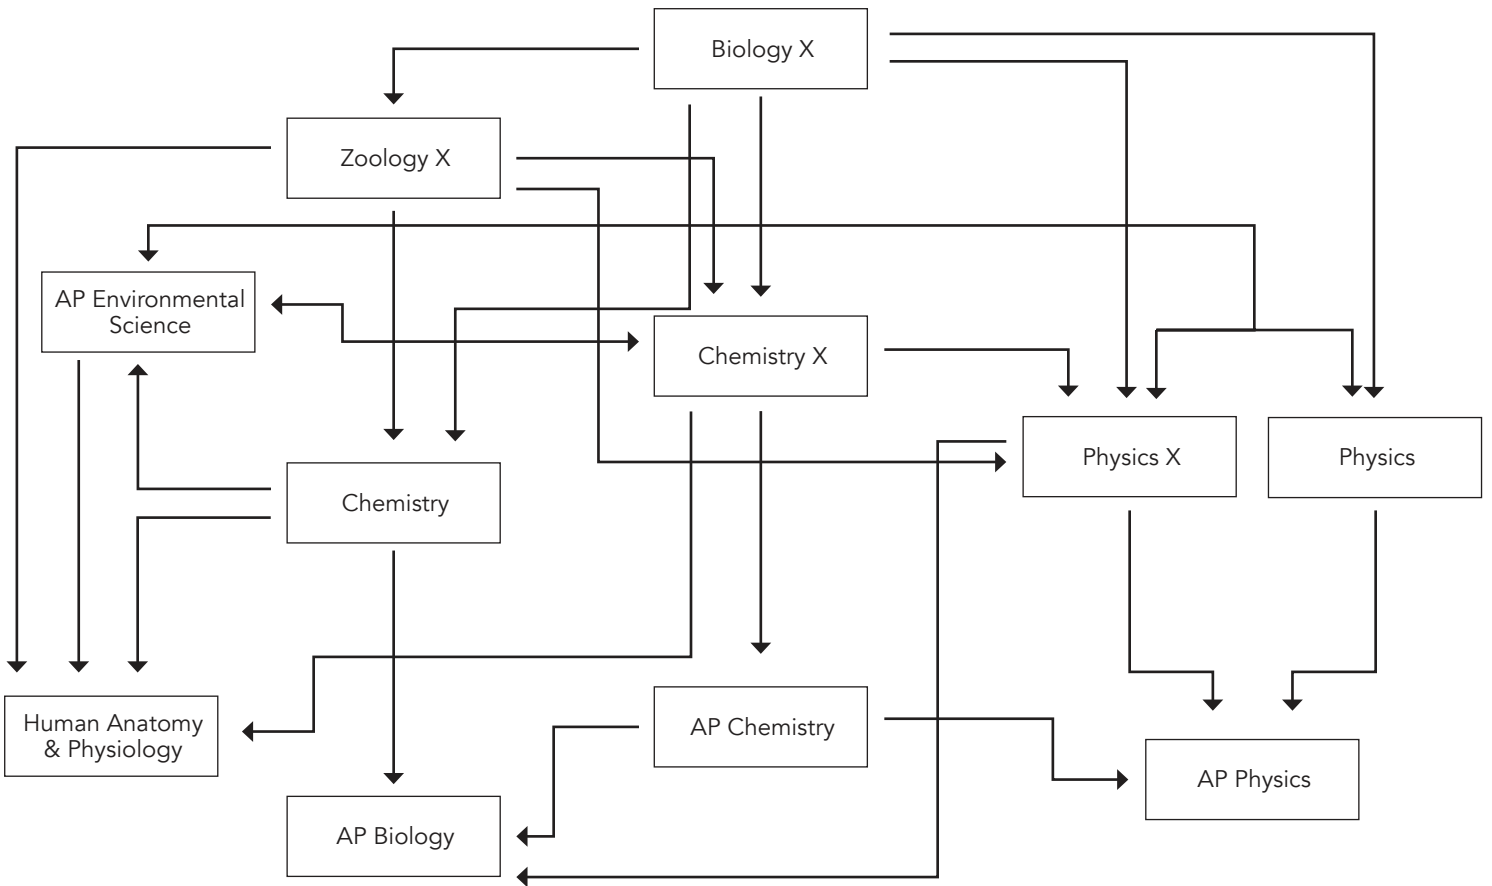 Biology X
Zoology X
AP Environmental
Science
Chemistry X
Physics X
Physics
Chemistry
Human Anatomy
& Physiology
AP Chemistry
AP Physics
AP Biology